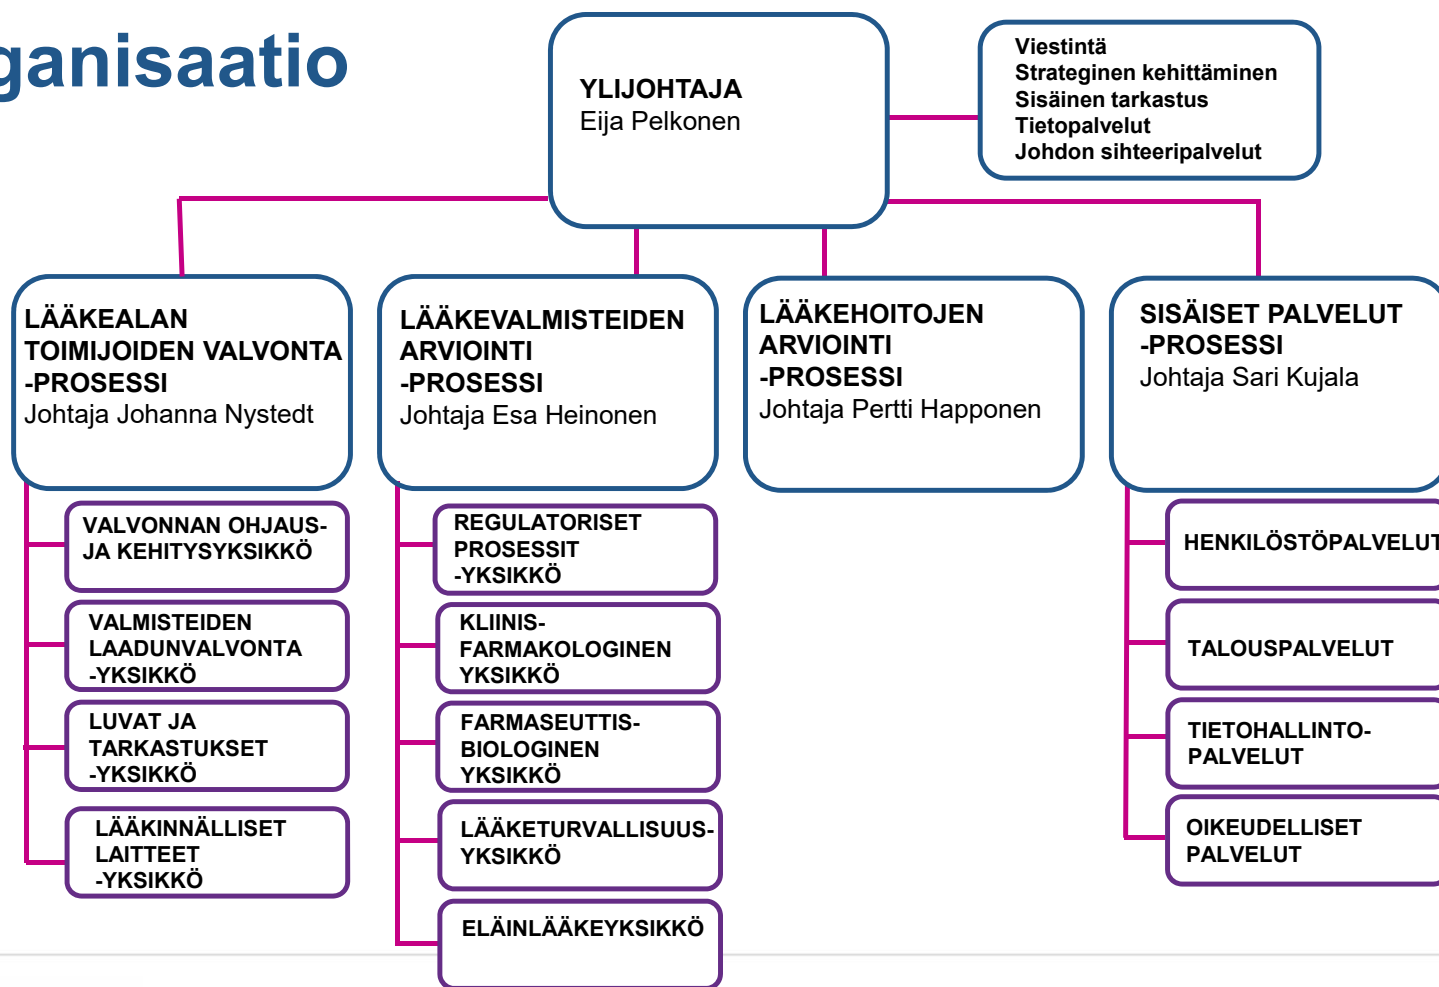 ganisaatio
YLIJOHTAJA
Eija Pelkonen
Viestintä
Strateginen kehittäminen
Sisäinen tarkastus
Tietopalvelut
Johdon sihteeripalvelut
LÄÄKEALAN
TOIMIJOIDEN VALVONTA
-PROSESSI
Johtaja Johanna Nystedt
LÄÄKEVALMISTEIDEN
ARVIOINTI
-PROSESSI
Johtaja Esa Heinonen
LÄÄKEHOITOJEN
ARVIOINTI
-PROSESSI
Johtaja Pertti Happonen
SISÄISET PALVELUT
-PROSESSI
Johtaja Sari Kujala
VALVONNAN OHJAUS-
JA KEHITYSYKSIKKÖ
VALMISTEIDEN
LAADUNVALVONTA
-YKSIKKÖ
LUVAT JA
TARKASTUKSET
-YKSIKKÖ
LÄÄKINNÄLLISET
LAITTEET
-YKSIKKÖ
REGULATORISET
PROSESSIT
-YKSIKKÖ
KLIINIS-
FARMAKOLOGINEN
YKSIKKÖ
FARMASEUTTIS-
BIOLOGINEN
YKSIKKÖ
LÄÄKETURVALLISUUS-
YKSIKKÖ
ELÄINLÄÄKEYKSIKKÖ
HENKILÖSTÖPALVELUT
TALOUSPALVELUT
TIETOHALLINTO-
PALVELUT
OIKEUDELLISET
PALVELUT